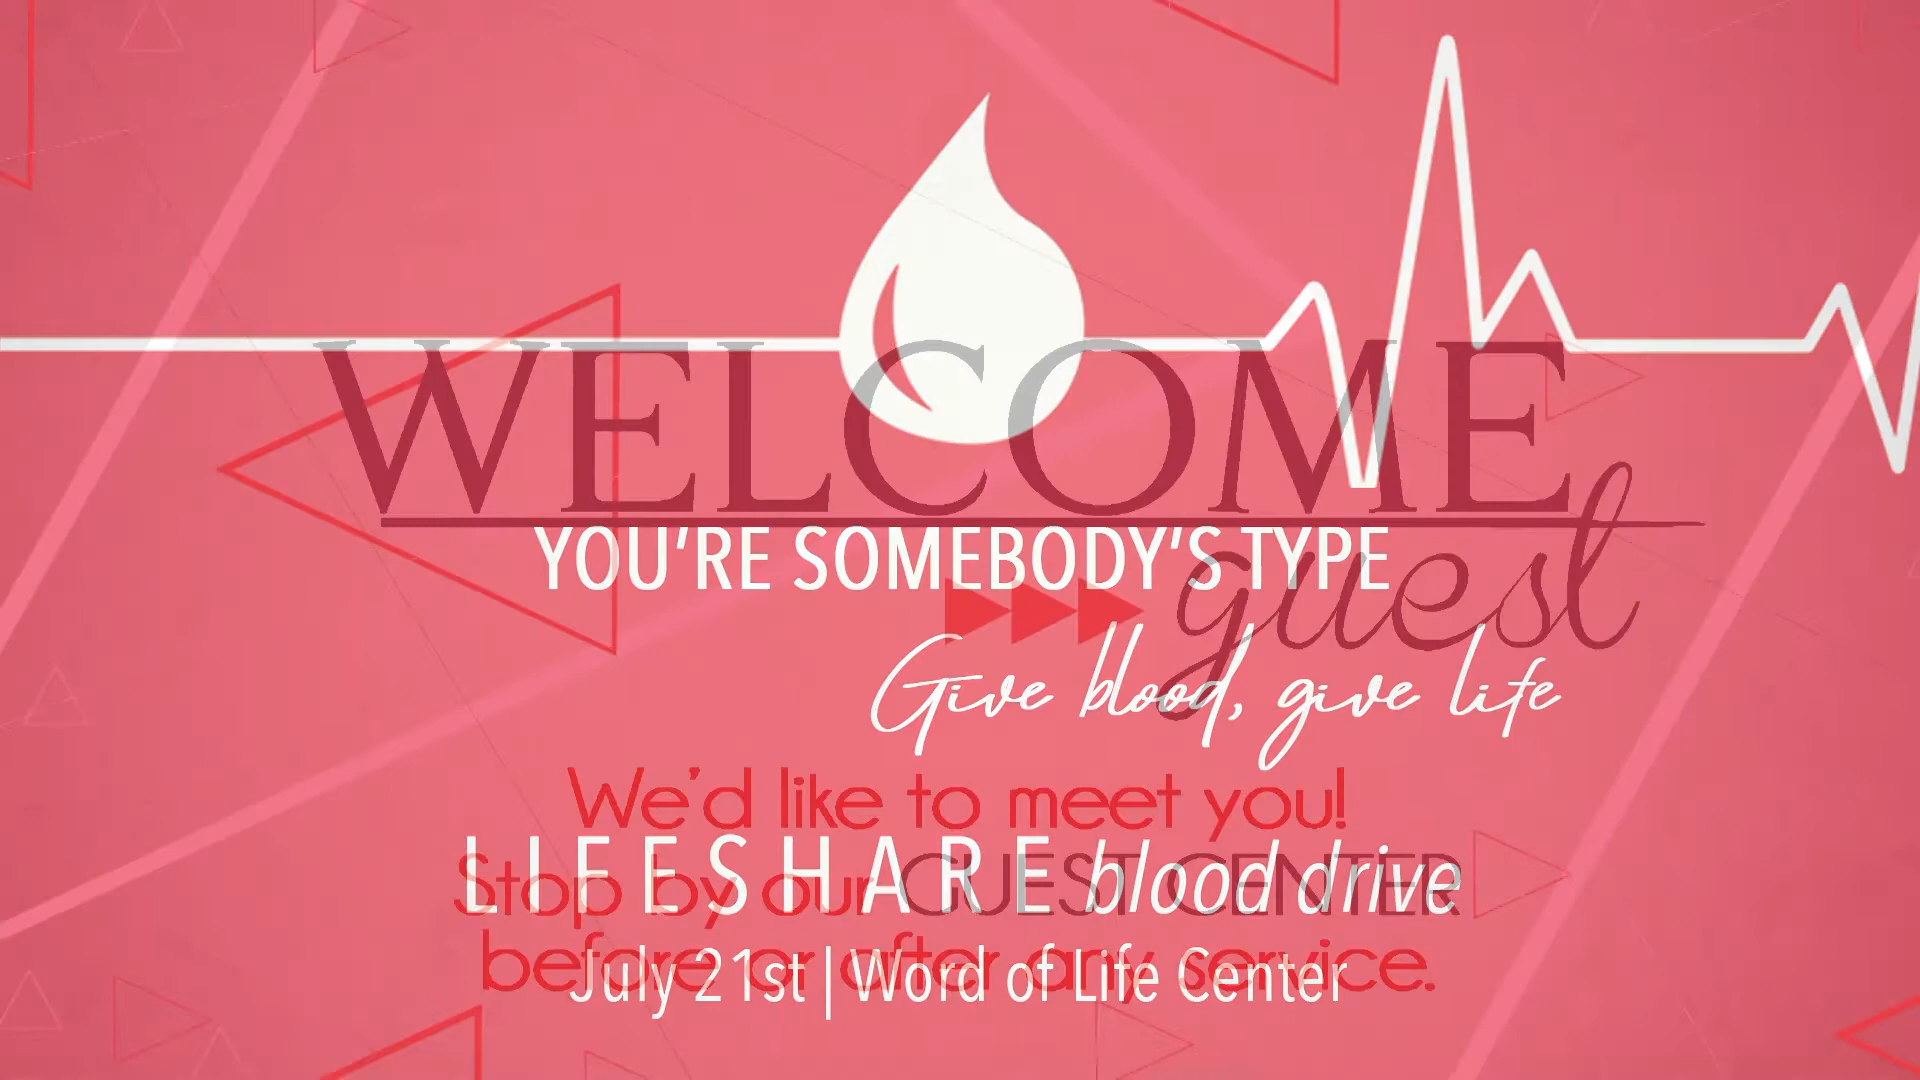 WELCOME
guest
YOU'RE SOMEBODY'S TYPE
Give blood, give life
We'd like to meet you!
LIFESHARE blood drive
Stop by our GUEST CENTER
before or after any service.
July 21st | Word of Life Center